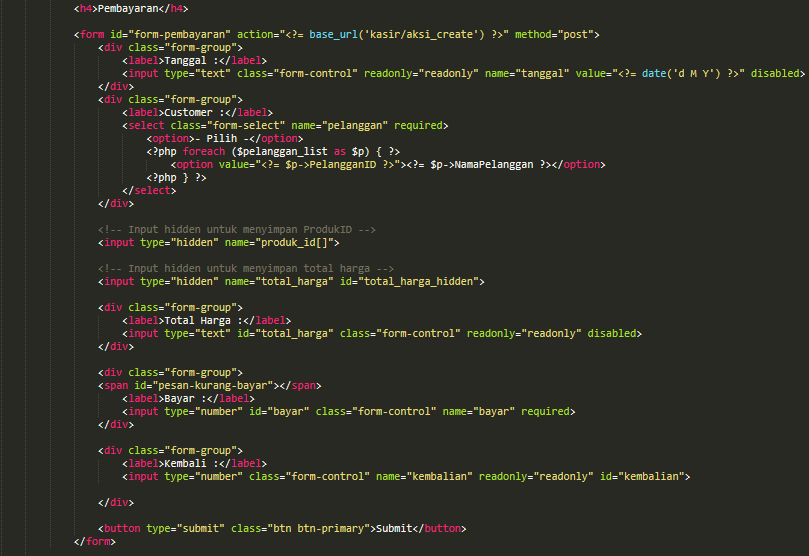 <h4>Pembayaran</h4>
<form id="form-pembayaran" action="<?= base_url('kasir/aksi_create') ?>" method="post">
<div class="form-group">
<label>Tanggal :</label>
<input type="text" class="form-control" readonly="readonly" name="tanggal" value="<?= date('d M Y') ?>" disabled>
</div>
<div class="form-group">
<label>Customer :</label>
<select class="form-select" name="pelanggan" required>
<option>- Pilih -</option>
<?php foreach ($pelanggan_list as $p) { ?>
<option value="<?= $p->PelangganID ?>"><?= $p->NamaPelanggan ?></option>
<?php } ?>
</select>
</div>
<!-- Input hidden untuk menyimpan ProdukID -->
<input type="hidden" name="produk_id[]">
<!-- Input hidden untuk menyimpan total harga -->
<input type="hidden" name="total_harga" id="total_harga_hidden">
<div class="form-group">
<label>Total Harga :</label>
<input type="text" id="total_harga" class="form-control" readonly="readonly" disabled>
</div>
<div class="form-group">
<span id="pesan-kurang-bayar"></span>
<label>Bayar :</label>
<input type="number" id="bayar" class="form-control" name="bayar" required>
</div>
<div class="form-group">
<label>Kembali :</label>
<input type="number" class="form-control" name="kembalian" readonly="readonly" id="kembalian">
</div>
<button type="submit" class="btn btn-primary">Submit</button>
</form>